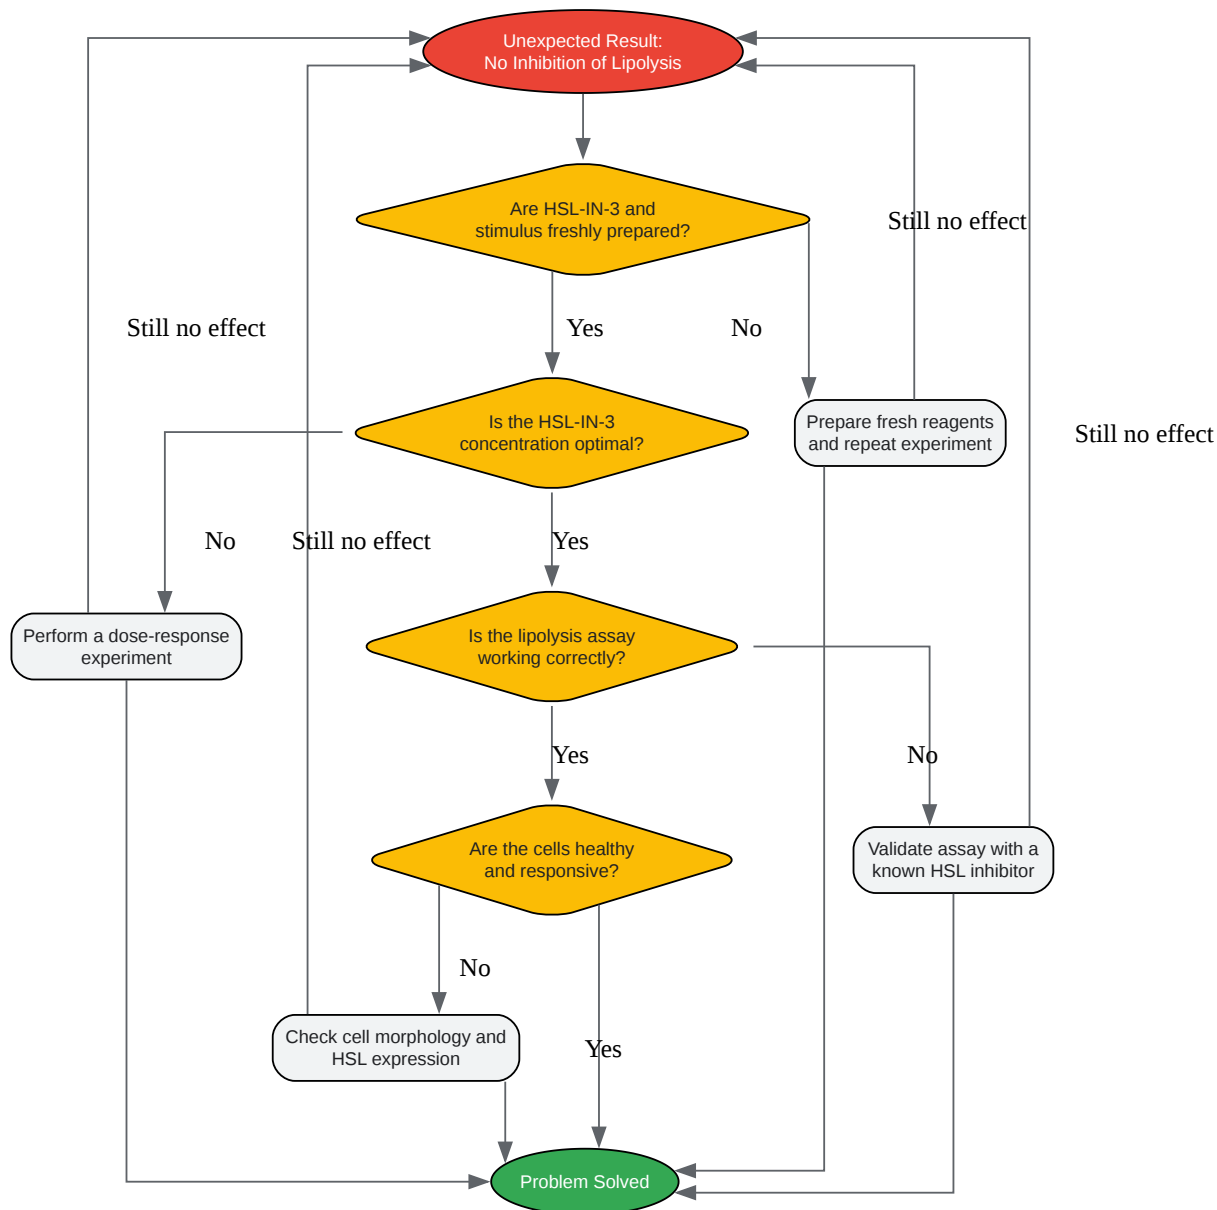 Unexpected Result:
No Inhibition of Lipolysis
Are HSL-IN-3 and
stimulus freshly prepared?
Still no effect
Still no effect
Yes
No
Is the HSL-IN-3
concentration optimal?
Prepare fresh reagents
and repeat experiment
Still no effect
No
Still no effect
Yes
Perform a dose-response
experiment
Is the lipolysis assay
working correctly?
Yes
No
Are the cells healthy
and responsive?
Validate assay with a
known HSL inhibitor
No
Check cell morphology and
HSL expression
Yes
Problem Solved